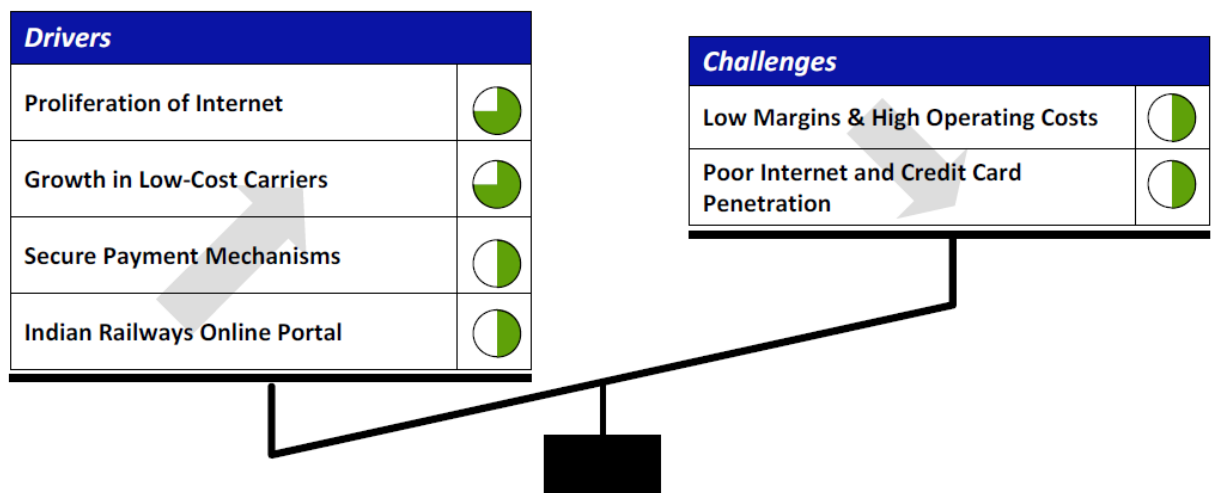 Drivers
Proliferation of Internet
Growth in Low-Cost Carriers
Secure Payment Mechanisms
Indian Railways Online Portal
Challenges
Low Margins & High Operating Costs
Poor Internet and Credit Card
Penetration